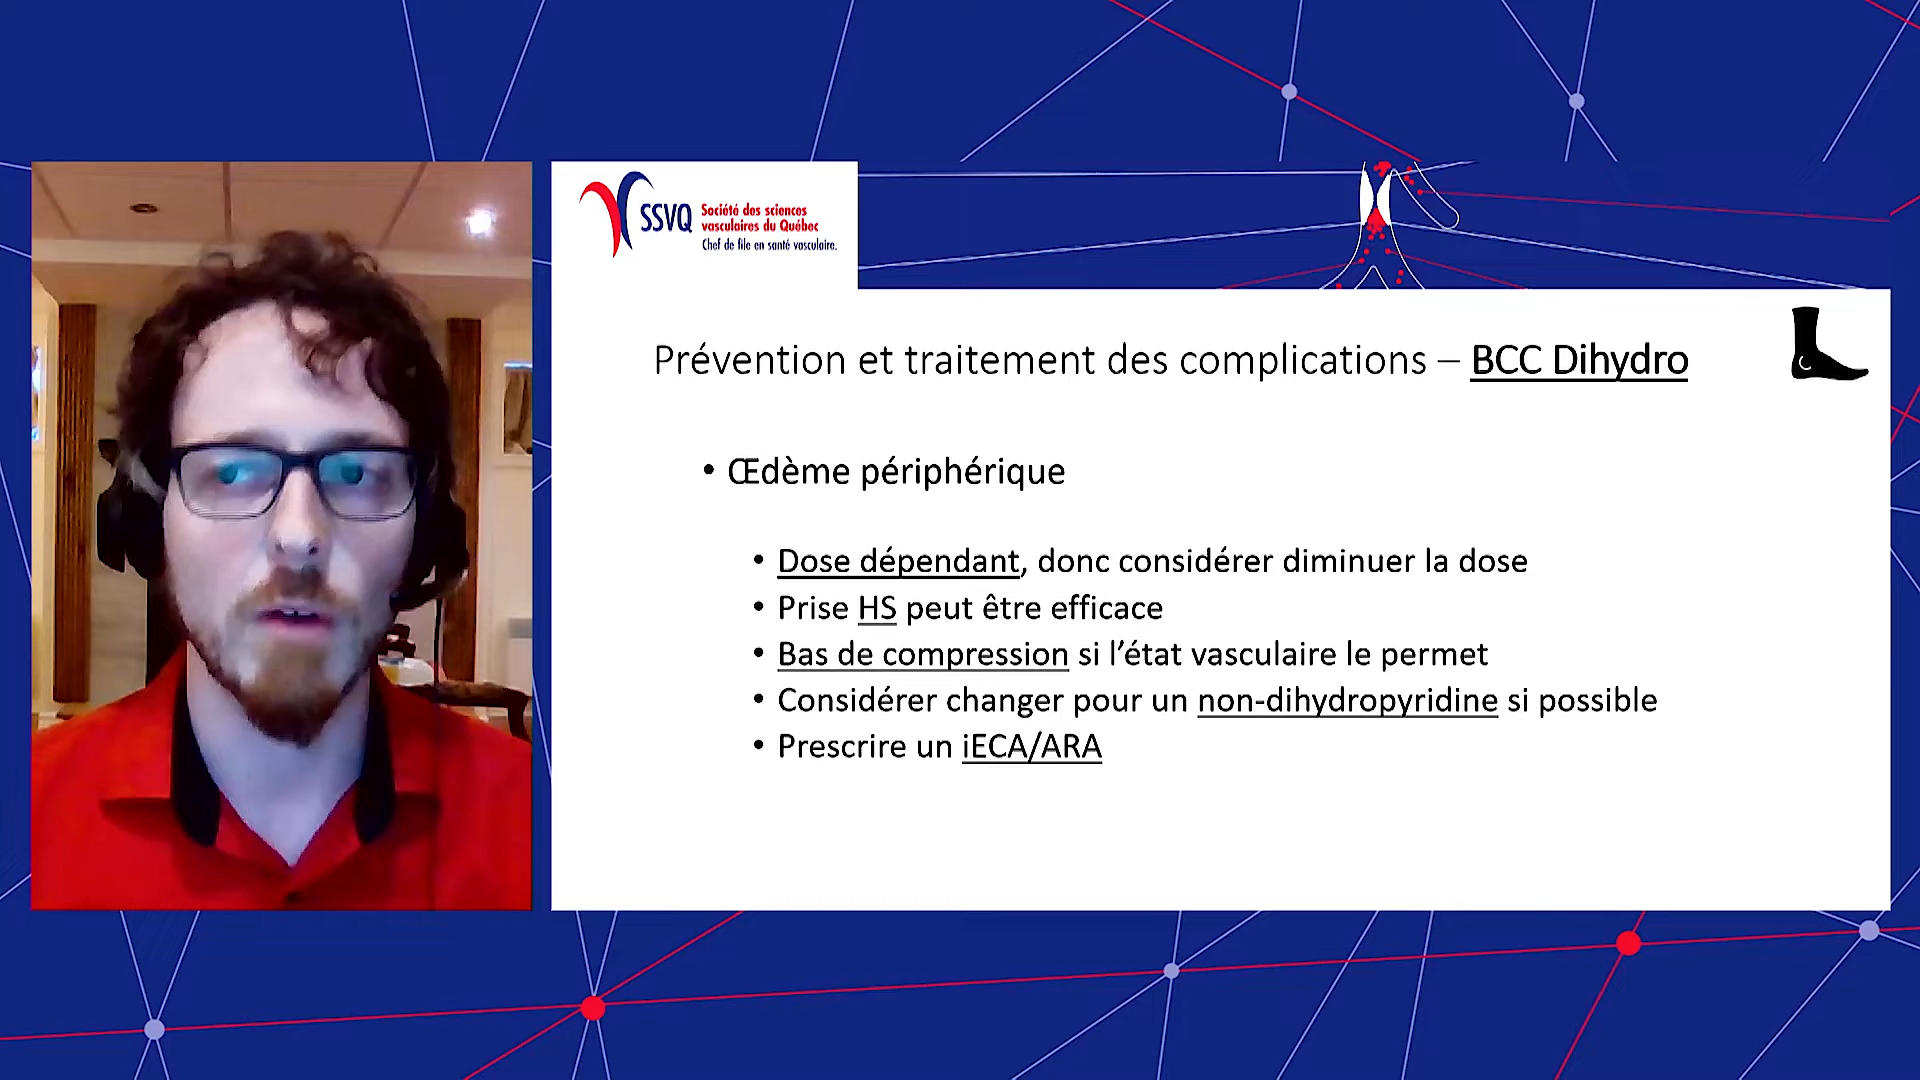 SSVQ
Société des sciences
vasculaires du Québec
Chef de file en santé vasculaire.
Prévention et traitement des complications – BCC Dihydro
• Œdème périphérique
• Dose dépendant, donc considérer diminuer la dose
• Prise HS peut être efficace
• Bas de compression si l’état vasculaire le permet
• Considérer changer pour un non-dihydropyridine si possible
• Prescrire un iECA/ARA